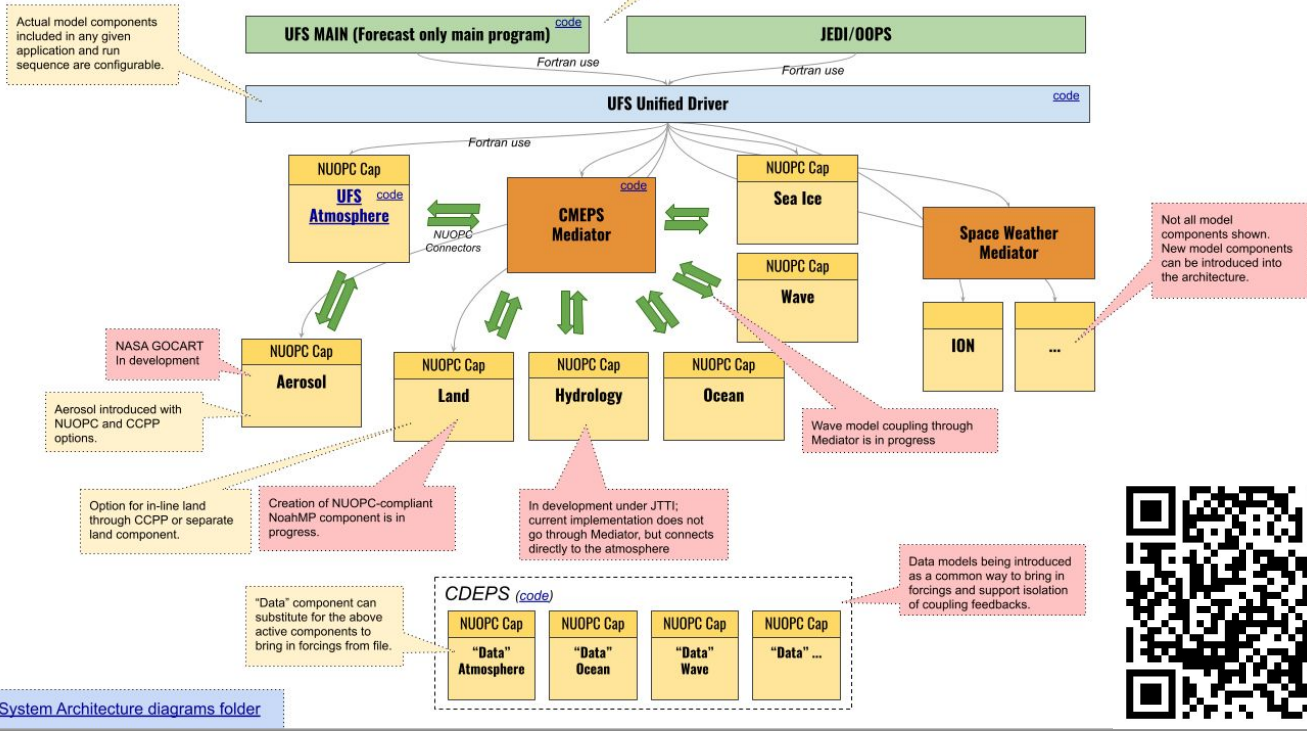 Actual model components
included in any given
application and run
sequence are configurable.
UFS MAIN (Forecast only main program)
code
JEDI/OOPS
Fortran use
Fortran use
UFS Unified Driver
code
Fortran use
NUOPC Cap
UFS
Atmosphere
code
NUOPC
Connectors
code
CMEPS
Mediator
NUOPC Cap
Sea Ice
Space Weather
Mediator
Not all model
components shown.
New model components
can be introduced into
the architecture.
NUOPC Cap
Wave
ION
...
NASA GOCART
In development
NUOPC Cap
Aerosol
NUOPC Cap
Land
NUOPC Cap
Hydrology
NUOPC Cap
Ocean
Aerosol introduced with
NUOPC and CCPP
options.
Wave model coupling through
Mediator is in progress
Option for in-line land
through CCPP or separate
land component.
Creation of NUOPC-compliant
NoahMP component is in
progress.
In development under JTTI;
current implementation does not
go through Mediator, but connects
directly to the atmosphere
Data models being introduced
as a common way to bring in
forcings and support isolation
of coupling feedbacks.
"Data" component can
substitute for the above
active components to
bring in forcings from file.
CDEPS (code)
NUOPC Cap
"Data"
Atmosphere
NUOPC Cap
"Data"
Ocean
NUOPC Cap
"Data"
Wave
NUOPC Cap
"Data" ...
System Architecture diagrams folder